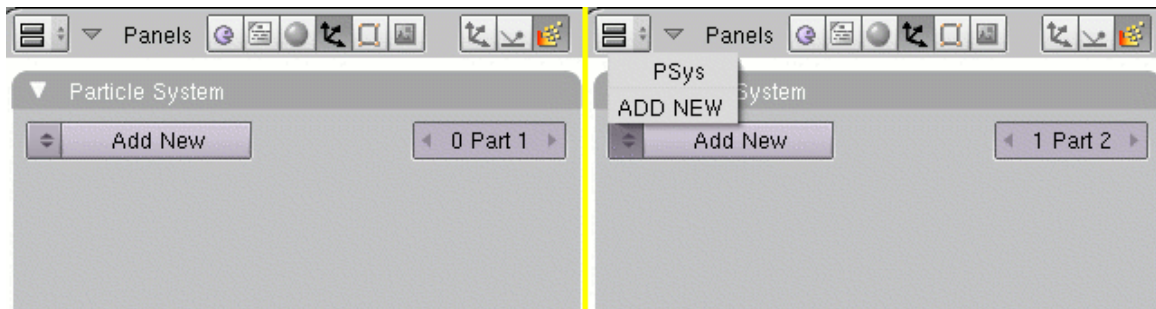 Panels
Particle System
Add New
0 Part 1
Panels
PSys
ADD NEW
System
Add New
1 Part 2